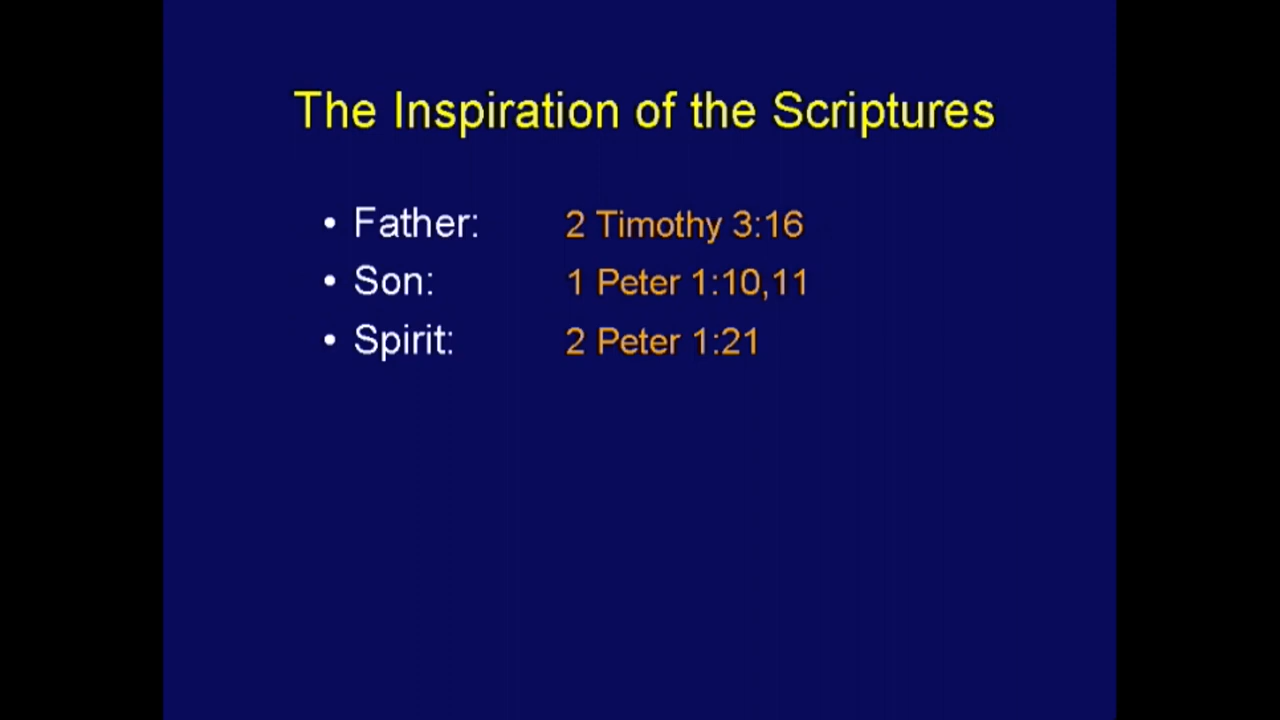 The Inspiration of the Scriptures
• Father: 2 Timothy 3:16
• Son: 1 Peter 1:10,11
• Spirit: 2 Peter 1:21